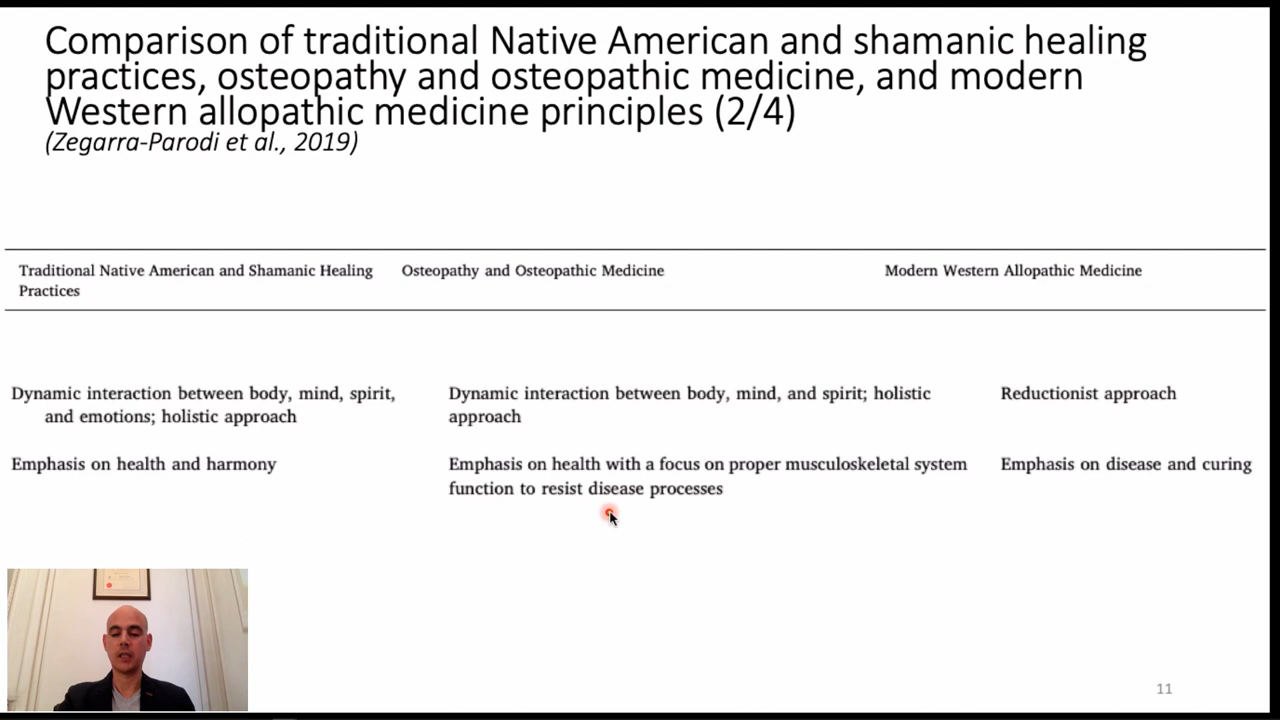 Comparison of traditional Native American and shamanic healing
practices, osteopathy and osteopathic medicine, and modern
Western allopathic medicine principles (2/4)
(Zegarra-Parodi et al., 2019)
Traditional Native American and Shamanic Healing
Practices
Osteopathy and Osteopathic Medicine
Modern Western Allopathic Medicine
Dynamic interaction between body, mind, spirit,
and emotions; holistic approach
Dynamic interaction between body, mind, and spirit; holistic
approach
Reductionist approach
Emphasis on health and harmony
Emphasis on health with a focus on proper musculoskeletal system
function to resist disease processes
Emphasis on disease and curing
11